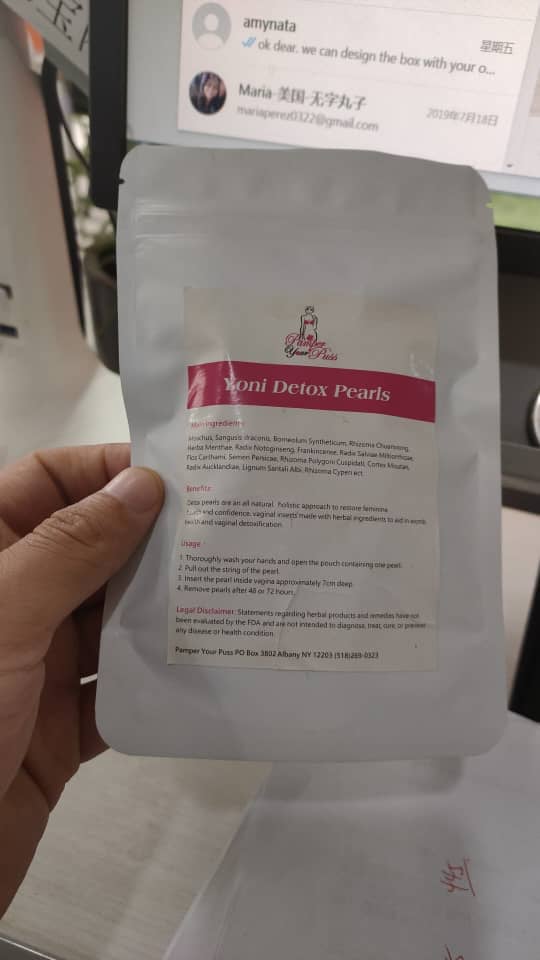 amynata
星期五
ok dear. we can design the box with your o...
Maria-美国-无字丸子
mariaperez0322@gmail.com
2019年7月18日
Pamper
Your Puss
Yoni Detox Pearls
Main Ingredients:
Moschus, Sanguisis draconis, Borneolum Syntheticum, Rhizoma Chuanxiong,
Herba Menthae, Radix Notoginseng, Frankincense, Radix Salviae Miltiorrhizae,
Flos Carthami, Semen Persicae, Rhizoma Polygoni Cuspidati, Cortex Moutan,
Radix Aucklandiae, Lignum Santali Albi, Rhizoma Cyperi ect.
Benefits:
pearls are an all natural holistic approach to restore feminine
and confidence. vaginal inserts made with herbal ingredients to aid in womb
health and vaginal detoxification.
Usage :
1. Thoroughly wash your hands and open the pouch containing one pearl.
2. Pull out the string of the pearl.
3. Insert the pearl inside vagina approximately 7cm deep.
4. Remove pearls after 48 or 72 hours.
Legal Disclaimer: Statements regarding herbal products and remedies have not
been evaluated by the FDA and are not intended to diagnose, treat, cure, or prevent
any disease or health condition.
Pamper Your Puss PO Box 3802 Albany NY 12203 (518)269-0323